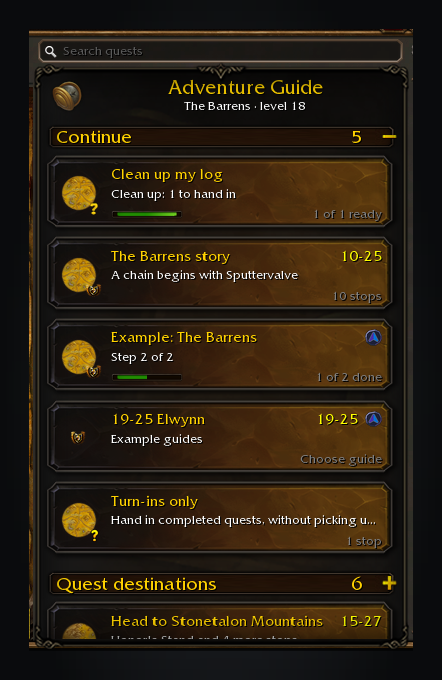 Search quests
Adventure Guide
The Barrens · level 18
Continue 5
Clean up my log
Clean up: 1 to hand in
1 of 1 ready
The Barrens story 10-25
A chain begins with Sputtervalve
10 stops
Example: The Barrens
Step 2 of 2
1 of 2 done
19-25 Elwynn 19-25
Example guides
Choose guide
Turn-ins only
Hand in completed quests, without picking u...
1 stop
Quest destinations 6
Head to Stonetalon Mountains 15-27